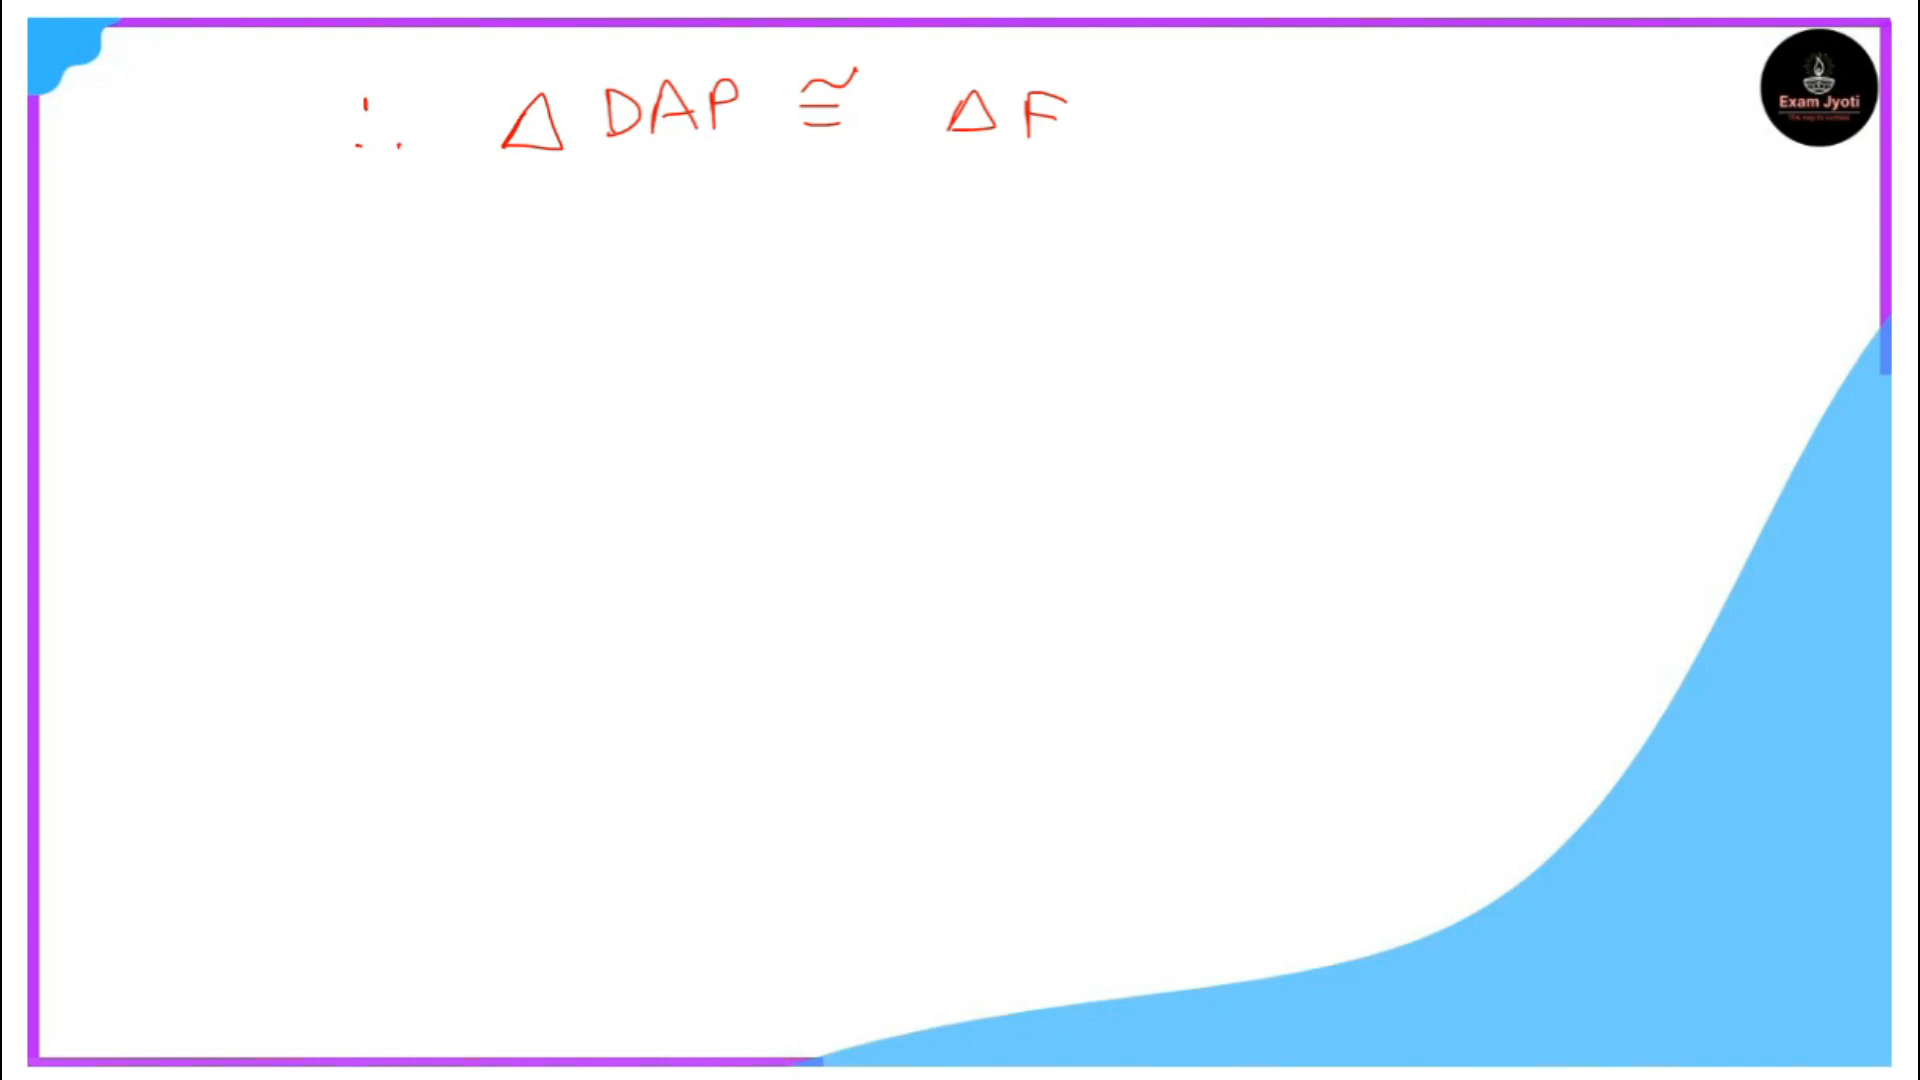 ∴ △ DAP ≅ △ F
Exam Jyoti